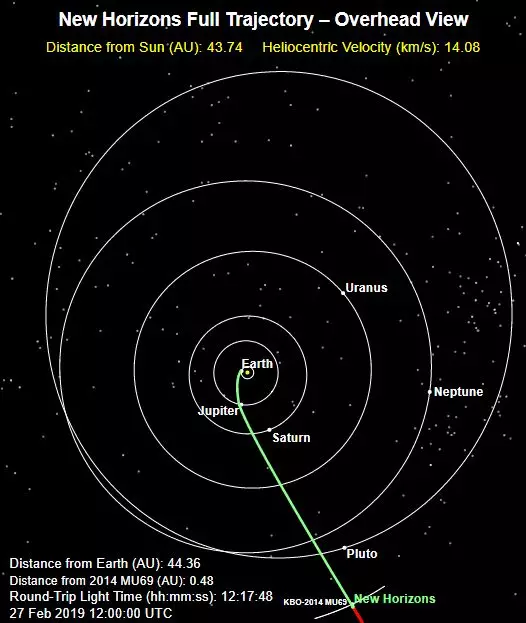 New Horizons Full Trajectory – Overhead View
Distance from Sun (AU): 43.74 Heliocentric Velocity (km/s): 14.08
Uranus
Earth
Neptune
Jupiter
Saturn
Pluto
Distance from Earth (AU): 44.36
Distance from 2014 MU69 (AU): 0.48
Round-Trip Light Time (hh:mm:ss): 12:17:48
KBO-2014 MU69 New Horizons
27 Feb 2019 12:00:00 UTC